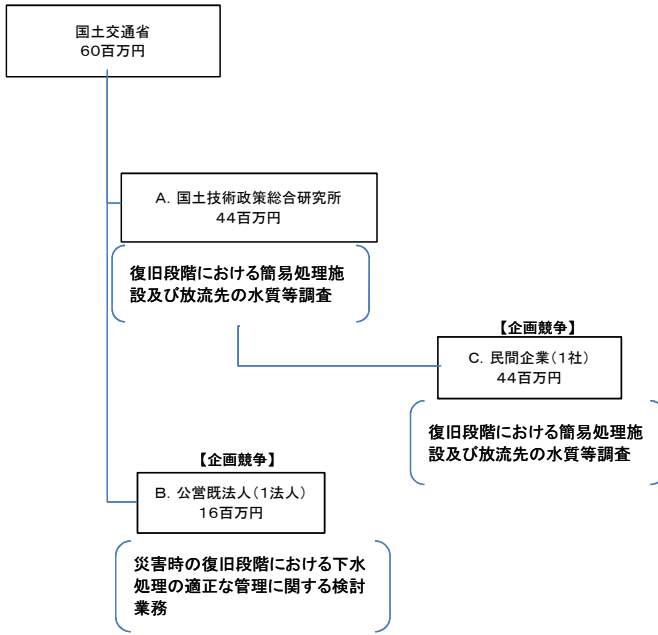 国土交通省
60百万円
A. 国土技術政策総合研究所
44百万円
復旧段階における簡易処理施
設及び放流先の水質等調査
【企画競争】
C. 民間企業(1社)
44百万円
復旧段階における簡易処理施
設及び放流先の水質等調査
【企画競争】
B. 公営既法人(1法人)
16百万円
災害時の復旧段階における下水
処理の適正な管理に関する検討
業務